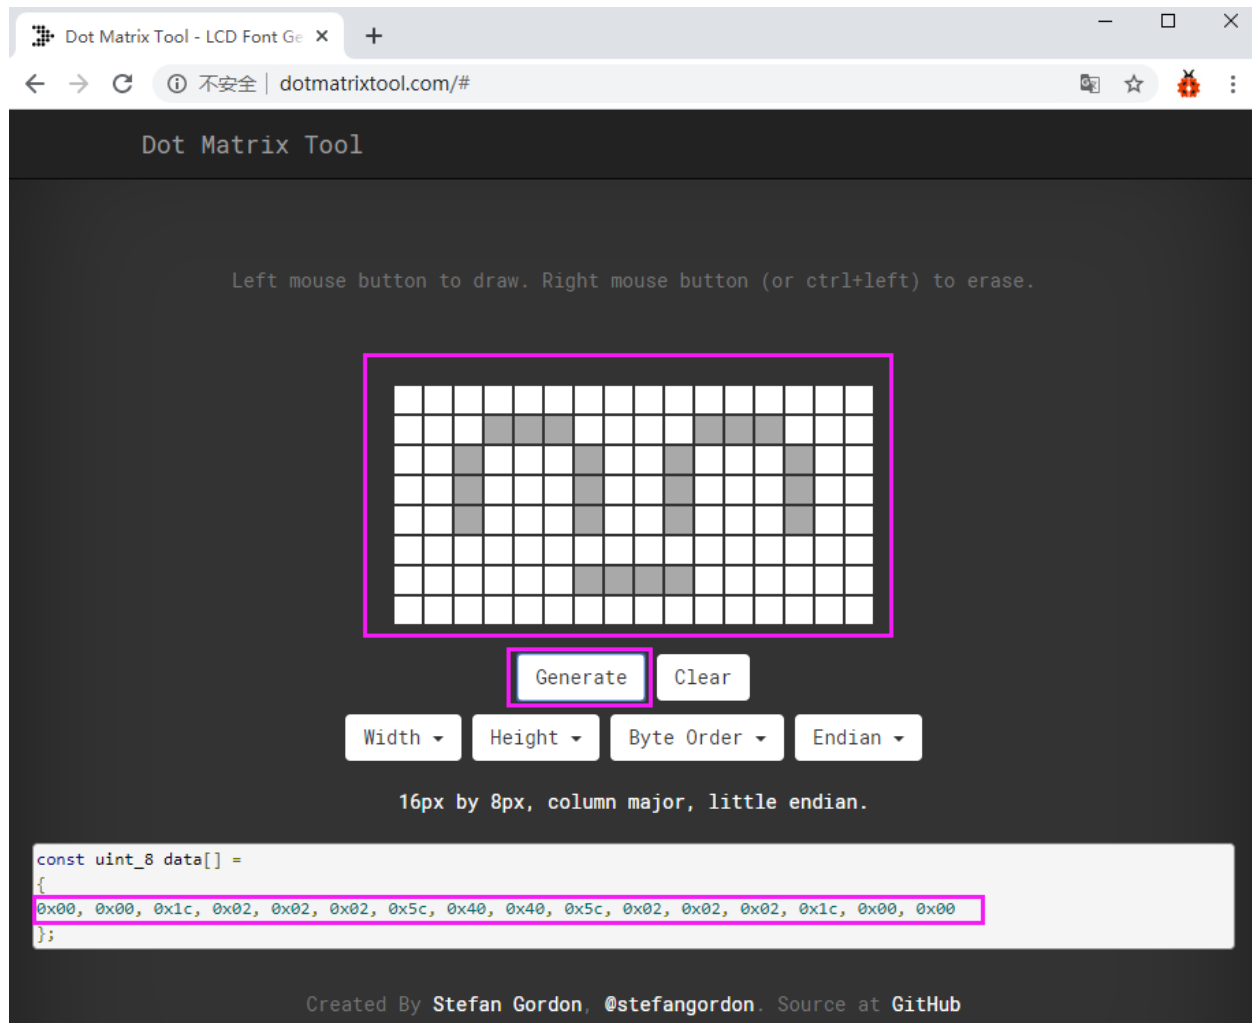 Dot Matrix Tool - LCD Font Ge
不安全 | dotmatrixtool.com/#
Dot Matrix Tool
Left mouse button to draw. Right mouse button (or ctrl+left) to erase.
Generate Clear
Width Height Byte Order Endian
16px by 8px, column major, little endian.
const uint_8 data[] =
{
0x00, 0x00, 0x1c, 0x02, 0x02, 0x02, 0x5c, 0x40, 0x40, 0x5c, 0x02, 0x02, 0x02, 0x1c, 0x00, 0x00
};
Created By Stefan Gordon, @stefangordon. Source at GitHub